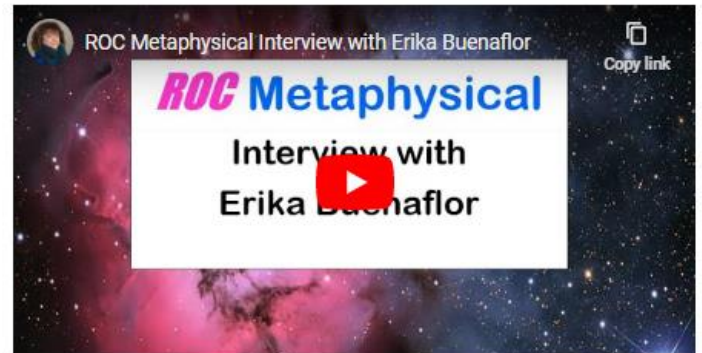 ROC Metaphysical Interview with Erika Buenaflor
Copy link
ROC Metaphysical
Interview with
Erika Buenaflor